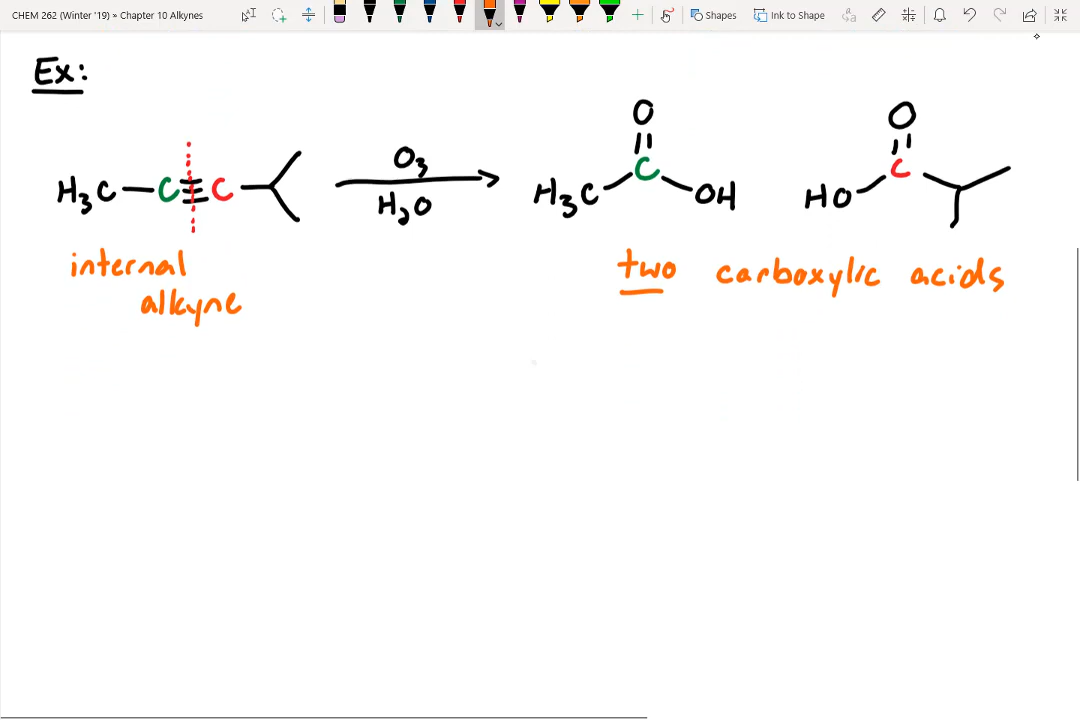 CHEM 262 (Winter '19) » Chapter 10 Alkynes
Shapes
Ink to Shape
Ex:
H₃C—C≡C
O₃
H₂O
O
H₃C C OH
O
HO C
internal
alkyne
two carboxylic acids